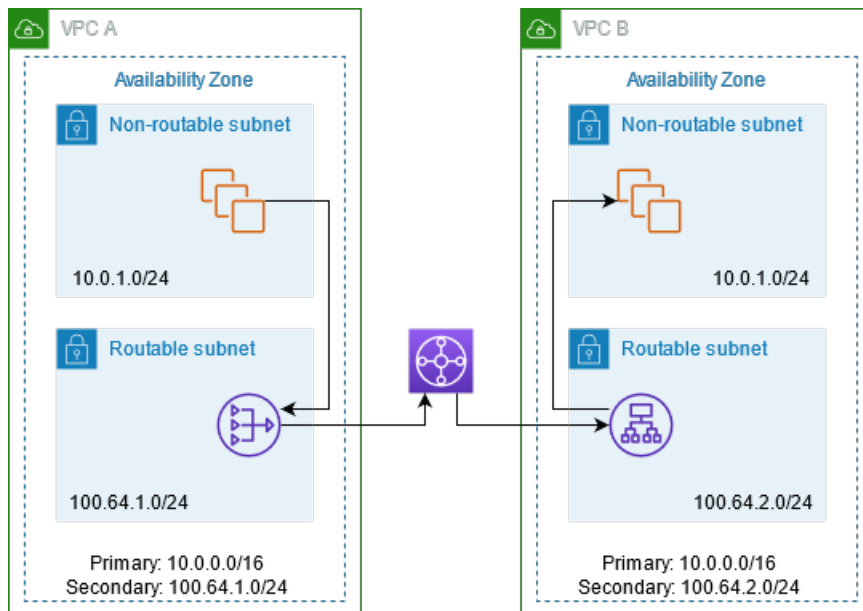 VPC A
Availability Zone
Non-routable subnet
10.0.1.0/24
Routable subnet
100.64.1.0/24
Primary: 10.0.0.0/16
Secondary: 100.64.1.0/24
VPC B
Availability Zone
Non-routable subnet
10.0.1.0/24
Routable subnet
100.64.2.0/24
Primary: 10.0.0.0/16
Secondary: 100.64.2.0/24